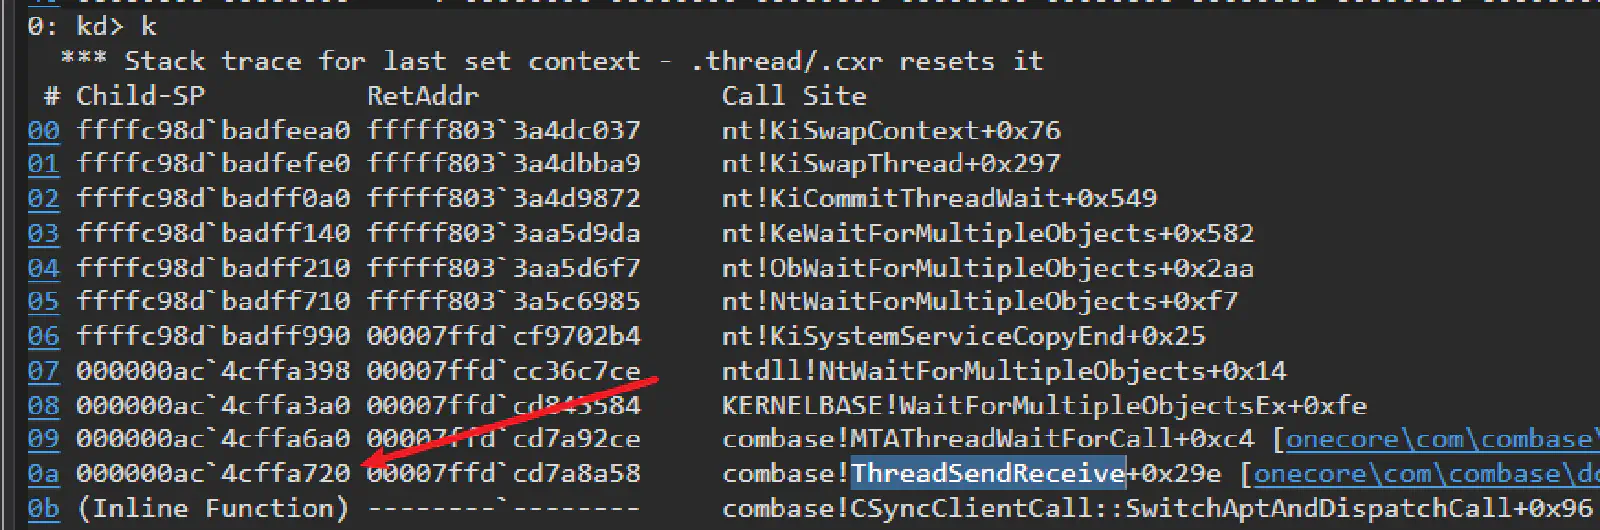 0: kd> k
*** Stack trace for last set context - .thread/.cxr resets it
# Child-SP RetAddr Call Site
00 ffffc98d`badfeea0 fffff803`3a4dc037 nt!KiSwapContext+0x76
01 ffffc98d`badfefe0 fffff803`3a4dbba9 nt!KiSwapThread+0x297
02 ffffc98d`badff0a0 fffff803`3a4d9872 nt!KiCommitThreadWait+0x549
03 ffffc98d`badff140 fffff803`3aa5d9da nt!KeWaitForMultipleObjects+0x582
04 ffffc98d`badff210 fffff803`3aa5d6f7 nt!ObWaitForMultipleObjects+0x2aa
05 ffffc98d`badff710 fffff803`3a5c6985 nt!NtWaitForMultipleObjects+0xf7
06 ffffc98d`badff990 00007ffd`cf9702b4 nt!KiSystemServiceCopyEnd+0x25
07 000000ac`4cffa398 00007ffd`cc36c7ce ntdll!NtWaitForMultipleObjects+0x14
08 000000ac`4cffa3a0 00007ffd`cd845584 KERNELBASE!WaitForMultipleObjectsEx+0xfe
09 000000ac`4cffa6a0 00007ffd`cd7a92ce combase!MTAThreadWaitForCall+0xc4 [onecore\com\combase\
0a 000000ac`4cffa720 00007ffd`cd7a8a58 combase!ThreadSendReceive+0x29e [onecore\com\combase\dc
0b (Inline Function) --------`-------- combase!CSyncClientCall::SwitchAptAndDispatchCall+0x96